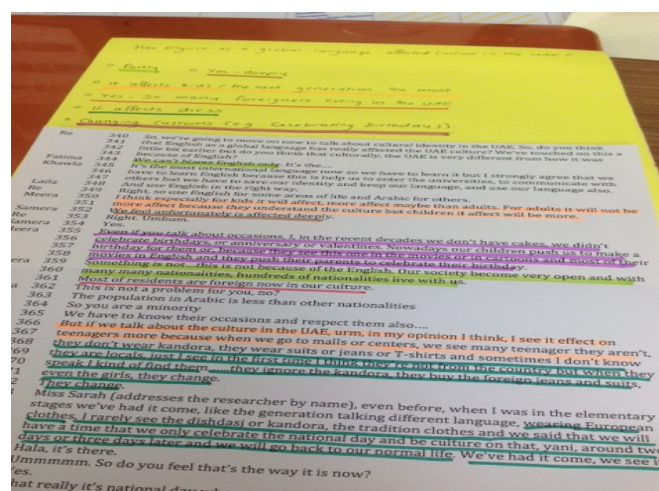 Has English as a global language affected culture in the UAE?
Partly
Yes - deeply
It affects kids / the next generation the most
Yes - so many foreigners living in the UAE
it affects dress
Changing customs (e.g. celebrating birthdays)
Re 340 So, we're going to move on now to talk about cultural identity in the UAE. So, do you think
341 that English as a global language has really affected the UAE culture? We've touched on this a
342 little bit earlier but do you think that culturally, the UAE is very different from how it was
343 because of English?
Fatima 344 We can't blame English only. It's the....
Khawla 345 It's the most international language now so we have to learn it but I strongly agree that we
346 have to learn English because this is help us to enter the universities, to communicate with
347 others but we have to save our identity and keep our language, and use our language also.
Laila 348 And use English in the right way.
Re 349 Right, so use English for some areas of life and Arabic for others.
Meera 350 I think especially for kids it will affect, more affect maybe than adults. For adults it will not be
351 more affect because they understand the culture but children it affect will be more..
Samera 352 We feel unfortunately is affected deeply.
Re 353 Right. Unhum.
Samera 354 Yes.
Meera 355 Even if you talk about occasions, I, in the recent decades we don't have cakes, we didn't
356 celebrate birthdays, or anniversary or valentines. Nowadays our children push us to make a
357 birthday for them or, because they see this one in the movies or in cartoons and most of their
358 movies in English and they push their parents to celebrate their birthday.
era 359 Something is not.. this is not because of the English. Our society become very open and with
360 many many nationalities, hundreds of nationalities live with us.
361 Most of residents are foreign now in our culture.
a 362 This is not a problem for you, no?
363 The population in Arabic is less than other nationalities
364 So you are a minority
365 We have to know their occasions and respect them also....
366 But if we talk about the culture in the UAE, urm, in my opinion I think, I see it effect on
367 teenagers more because when we go to malls or centers, we see many teenager they aren't,
368 they don't wear kandora, they wear suits or jeans or T-shirts and sometimes I don't know
369 they are locals, just I see in the first time I think they're not from the country but when they
70 speak I kind of find them......they ignore the kandora, they buy the foreign jeans and suits,
even the girls, they change.
They change.
Miss Sarah (addresses the researcher by name), even before, when I was in the elementary
stages we've had it come, like the generation talking different language, wearing European
clothes, I rarely see the dishdasj or kandora, the tradition clothes and we said that we will
have a time that we only celebrate the national day and be culture on that, yani, around two
days or three days later and we will go back to our normal life. We've had it come, we see it
Hala, it's there.
Ummmmm. So do you feel that's the way it is now?
Yes.
hat really it's national day